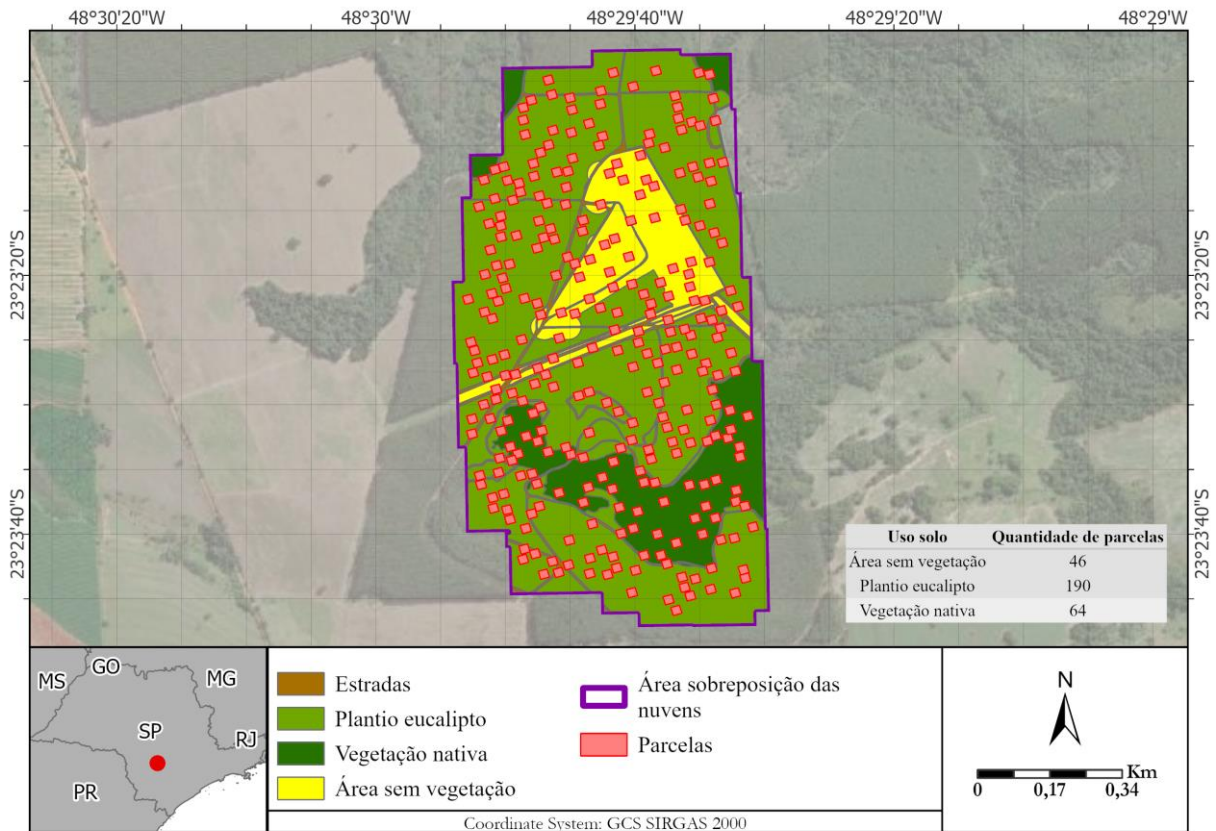 48°30'20"W
48°30'W
48°29'40"W
48°29'20"W
48°29'W
23°23'20"S
23°23'20"S
23°23'40"S
23°23'40"S
Uso solo Quantidade de parcelas
Área sem vegetação 46
Plantio eucalipto 190
Vegetação nativa 64
MS
GO
MG
SP
RJ
PR
Estradas
Plantio eucalipto
Vegetação nativa
Área sem vegetação
Área sobreposição das
nuvens
Parcelas
N
Km
0 0,17 0,34
Coordinate System: GCS SIRGAS 2000